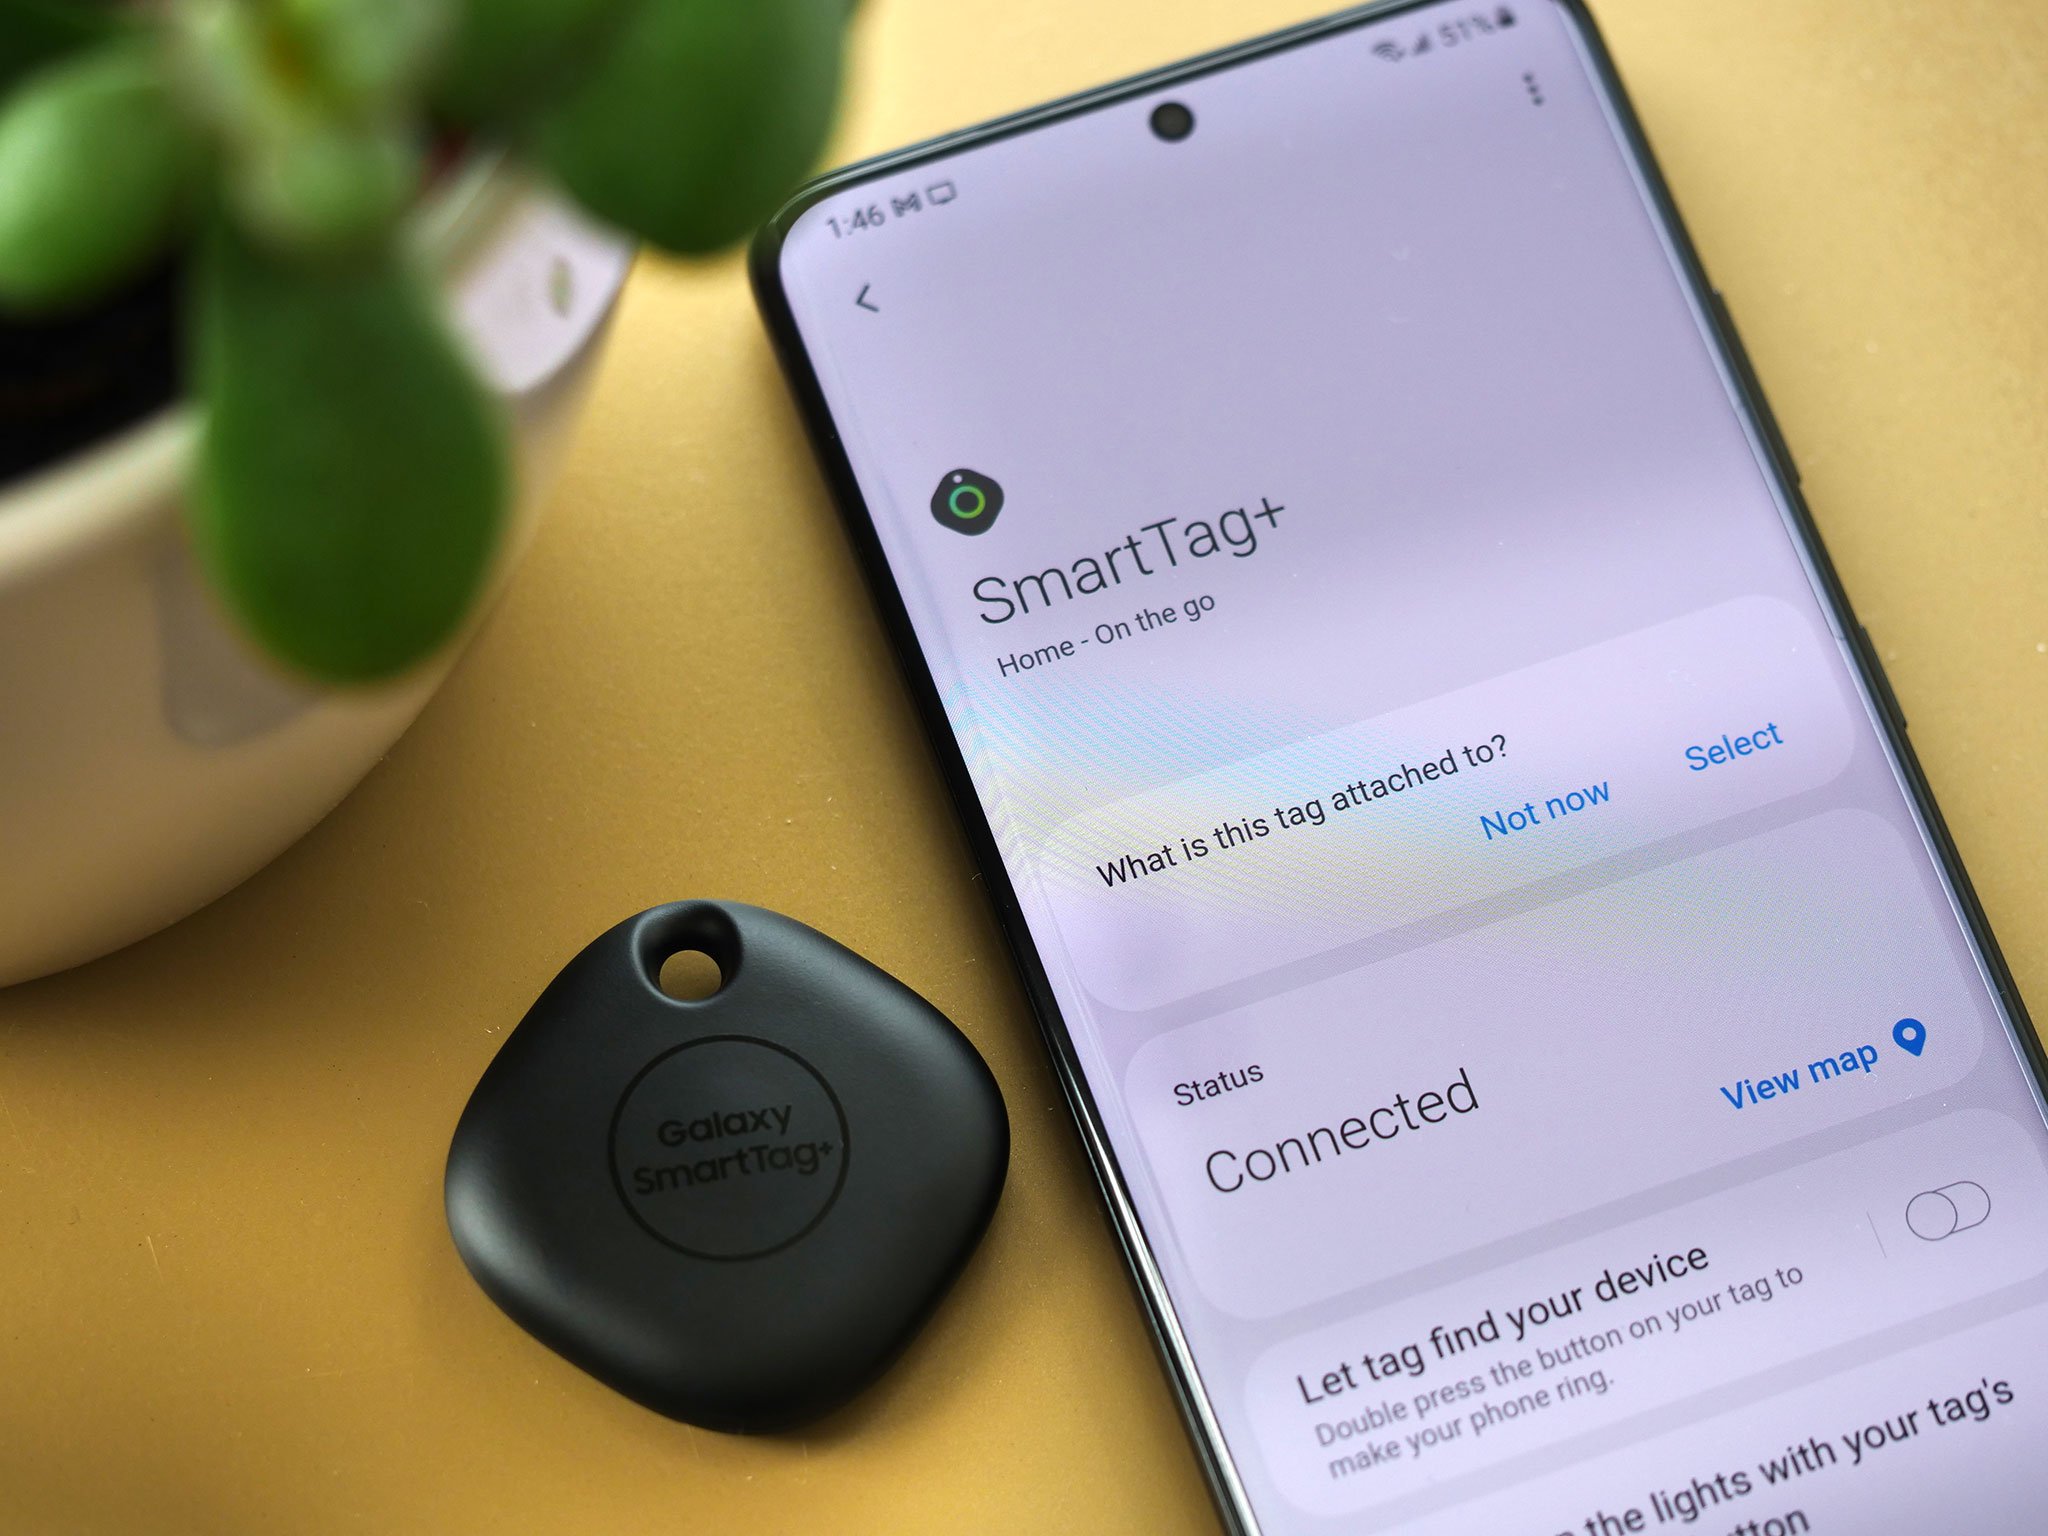 1:46
51%
SmartTag+
Home - On the go
What is this tag attached to?
Not now
Select
Status
Connected
View map
Let tag find your device
Double press the button on your tag to
make your phone ring.
the lights with your tag's
Galaxy
SmartTag+